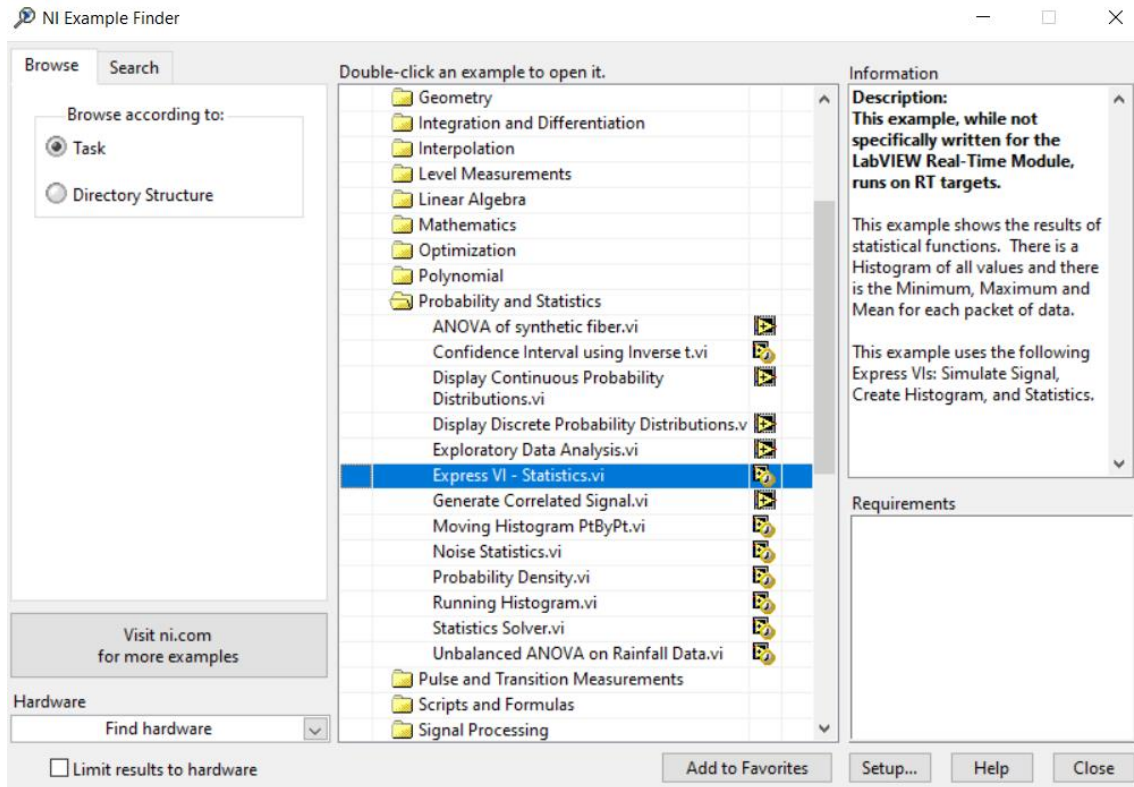 NI Example Finder
Browse
Search
Browse according to:
Task
Directory Structure
Visit ni.com
for more examples
Hardware
Find hardware
Limit results to hardware
Double-click an example to open it.
Geometry
Integration and Differentiation
Interpolation
Level Measurements
Linear Algebra
Mathematics
Optimization
Polynomial
Probability and Statistics
ANOVA of synthetic fiber.vi
Confidence Interval using Inverse t.vi
Display Continuous Probability
Distributions.vi
Display Discrete Probability Distributions.v
Exploratory Data Analysis.vi
Express VI - Statistics.vi
Generate Correlated Signal.vi
Moving Histogram PtByPt.vi
Noise Statistics.vi
Probability Density.vi
Running Histogram.vi
Statistics Solver.vi
Unbalanced ANOVA on Rainfall Data.vi
Pulse and Transition Measurements
Scripts and Formulas
Signal Processing
Information
Description:
This example, while not
specifically written for the
LabVIEW Real-Time Module,
runs on RT targets.
This example shows the results of
statistical functions. There is a
Histogram of all values and there
is the Minimum, Maximum and
Mean for each packet of data.
This example uses the following
Express VIs: Simulate Signal,
Create Histogram, and Statistics.
Requirements
Add to Favorites
Setup...
Help
Close